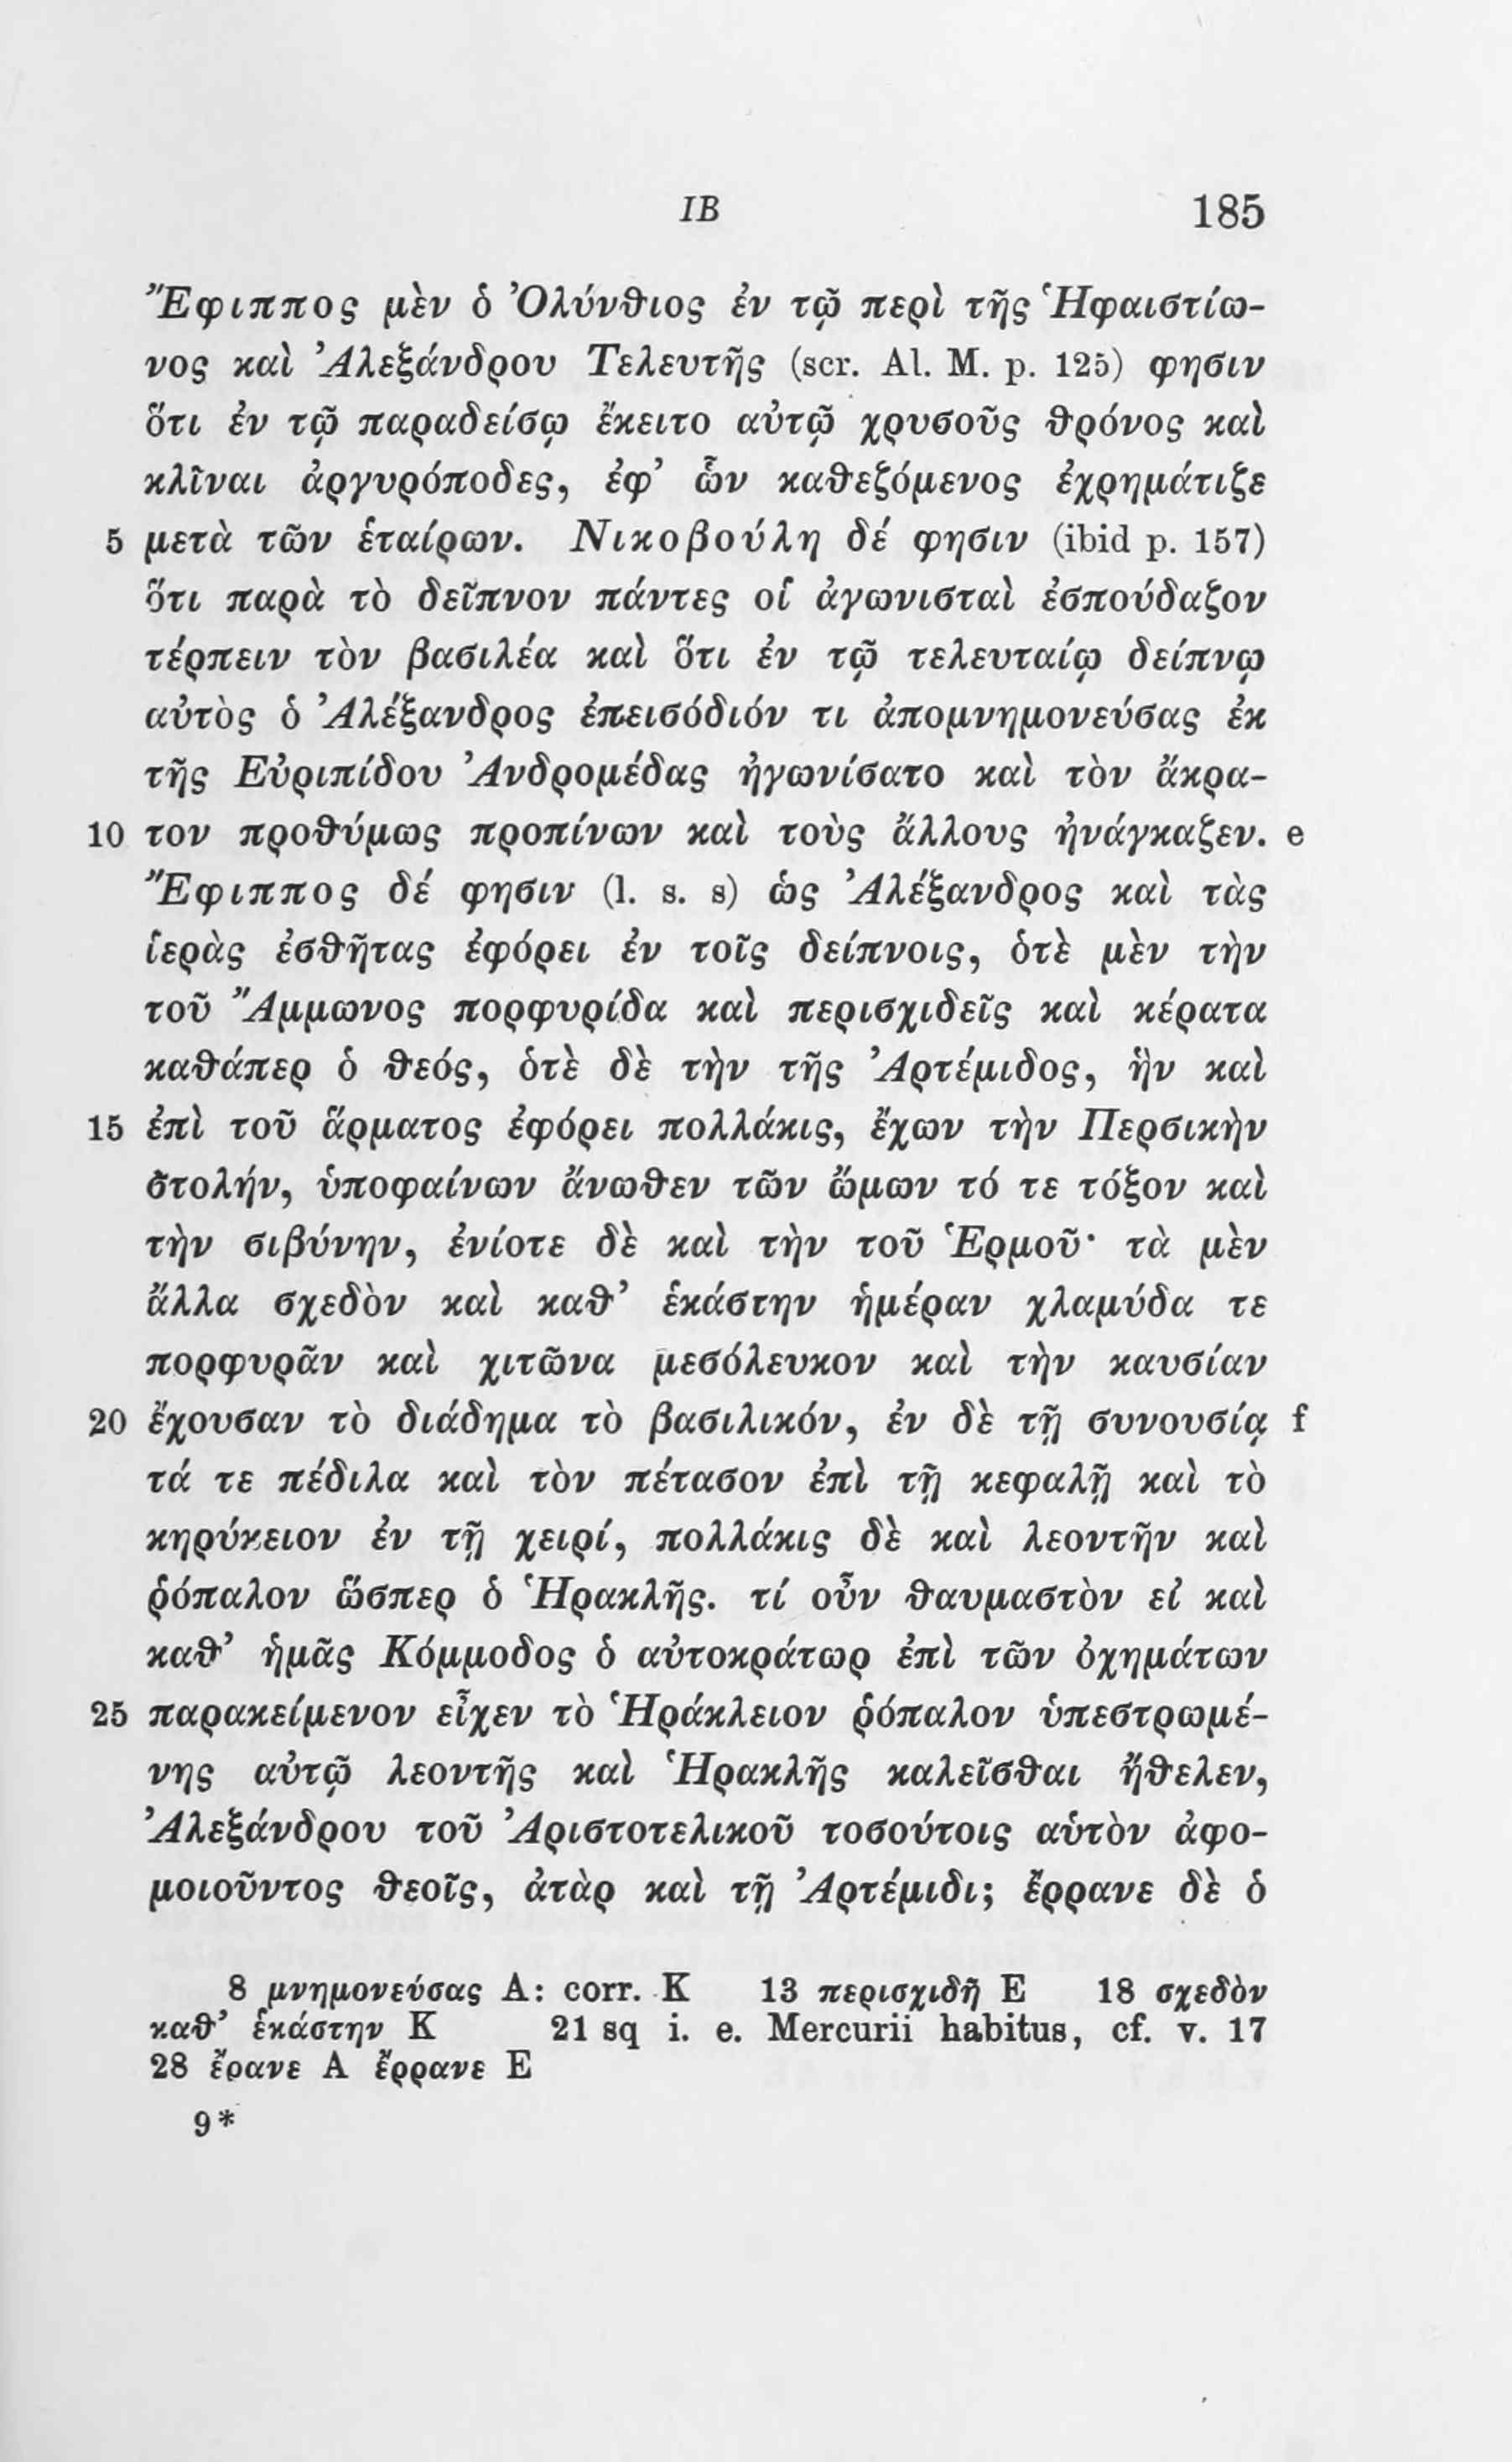 IB 185
Ἔφιππος μὲν ὁ Ὀλύνθιος ἐν τῷ περὶ τῆς Ἡφαιστίω-
νος καὶ Ἀλεξάνδρου Τελευτῆς (scr. Al. M. p. 125) φησιν
ὅτι ἐν τῷ παραδείσῳ ἔκειτο αὐτῷ χρυσοῦς θρόνος καὶ
κλῖναι ἀργυρόποδες, ἐφ’ ὧν καθεζόμενος ἐχρημάτιζε
5 μετὰ τῶν ἑταίρων. Νικοβούλη δέ φησιν (ibid p. 157)
ὅτι παρὰ τὸ δεῖπνον πάντες οἱ ἀγωνισταὶ ἐσπούδαζον
τέρπειν τὸν βασιλέα καὶ ὅτι ἐν τῷ τελευταίῳ δείπνῳ
αὐτὸς ὁ Ἀλέξανδρος ἐπεισόδιόν τι ἀπομνημονεύσας ἐκ
τῆς Εὐριπίδου Ἀνδρομέδας ἠγωνίσατο καὶ τὸν ἄκρα-
10 τον προθύμως προπίνων καὶ τοὺς ἄλλους ἠνάγκαζεν. e
Ἔφιππος δέ φησιν (l. s. s) ὡς Ἀλέξανδρος καὶ τὰς
ἱερὰς ἐσθῆτας ἐφόρει ἐν τοῖς δείπνοις, ὁτὲ μὲν τὴν
τοῦ Ἄμμωνος πορφυρίδα καὶ περισχιδεῖς καὶ κέρατα
καθάπερ ὁ θεός, ὁτὲ δὲ τὴν τῆς Ἀρτέμιδος, ἣν καὶ
15 ἐπὶ τοῦ ἅρματος ἐφόρει πολλάκις, ἔχων τὴν Περσικὴν
στολήν, ὑποφαίνων ἄνωθεν τῶν ὤμων τό τε τόξον καὶ
τὴν σιβύνην, ἐνίοτε δὲ καὶ τὴν τοῦ Ἑρμοῦ· τὰ μὲν
ἄλλα σχεδὸν καὶ καθ’ ἑκάστην ἡμέραν χλαμύδα τε
πορφυρᾶν καὶ χιτῶνα μεσόλευκον καὶ τὴν καυσίαν
20 ἔχουσαν τὸ διάδημα τὸ βασιλικόν, ἐν δὲ τῇ συνουσίᾳ f
τά τε πέδιλα καὶ τὸν πέτασον ἐπὶ τῇ κεφαλῇ καὶ τὸ
κηρύκειον ἐν τῇ χειρί, πολλάκις δὲ καὶ λεοντῆν καὶ
ῥόπαλον ὥσπερ ὁ Ἡρακλῆς. τί οὖν θαυμαστὸν εἰ καὶ
καθ’ ἡμᾶς Κόμμοδος ὁ αὐτοκράτωρ ἐπὶ τῶν ὀχημάτων
25 παρακείμενον εἶχεν τὸ Ἡράκλειον ῥόπαλον ὑπεστρωμέ-
νης αὐτῷ λεοντῆς καὶ Ἡρακλῆς καλεῖσθαι ἤθελεν,
Ἀλεξάνδρου τοῦ Ἀριστοτελικοῦ τοσούτοις αὑτὸν ἀφο-
μοιοῦντος θεοῖς, ἀτὰρ καὶ τῇ Ἀρτέμιδι; ἔρρανε δὲ ὁ
8 μνημονεύσας A: corr. K 13 περισχιδῆ E 18 σχεδὸν
καθ’ ἑκάστην K 21 sq i. e. Mercurii habitus, cf. v. 17
28 ἔρανε A ἔρρανε E
9*